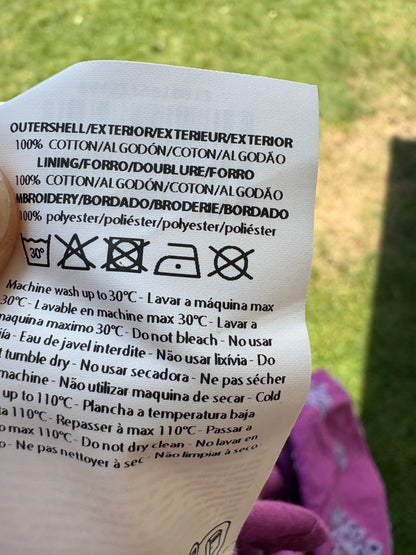 OUTERSHELL/EXTERIOR/EXTERIEUR/EXTERIOR
100% COTTON/ALGODÓN/COTON/ALGODÃO
LINING/FORRO/DOUBLURE/FORRO
100% COTTON/ALGODÓN/COTON/ALGODÃO
MBROIDERY/BORDADO/BRODERIE/BORDADO
100% polyester/poliéster/polyester/poliéster
30°
Machine wash up to 30°C - Lavar a máquina max
30°C - Lavable en machine max 30°C - Lavar a
maquina maximo 30°C - Do not bleach - No usar
- Eau de javel interdite - Não usar lixívia - Do
tumble dry - No usar secadora - Ne pas sécher
machine - Não utilizar maquina de secar - Cold
up to 110°C - Plancha a temperatura baja
110°C - Repasser à max 110°C - Passar a
max 110°C - Do not dry clean - No lavar en
- Ne pas nettoyer à sec - Não limpiar à seco